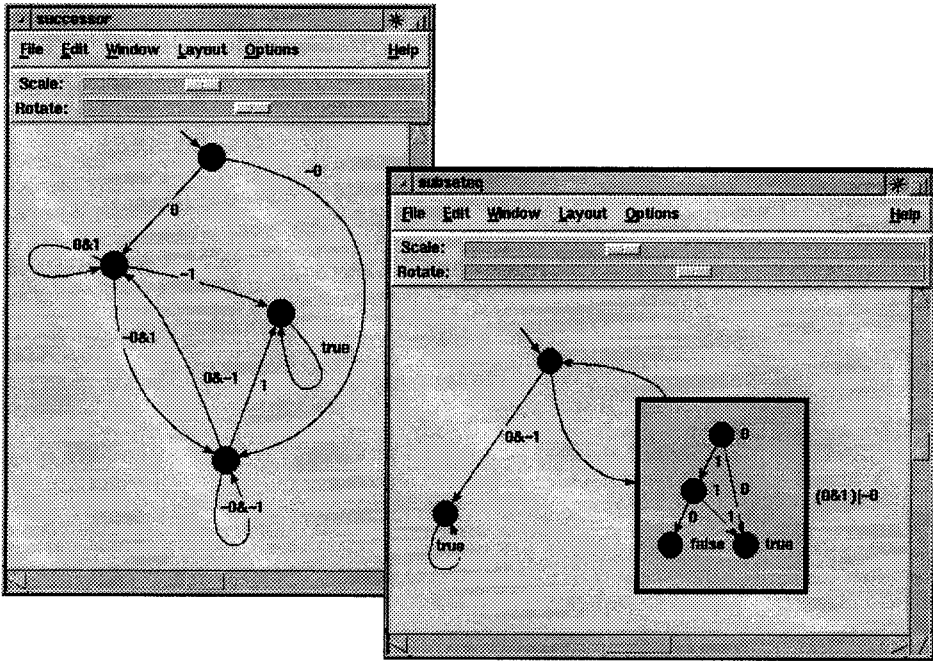 successor
File Edit Window Layout Options Help
Scale:
Rotate:
~0
0
0&1
~1
~0&1
true
0&~1
1
~0&~1
subseteq
File Edit Window Layout Options Help
Scale:
Rotate:
0&~1
true
0
1
1
0
0
1
false
true
(0&1)|~0